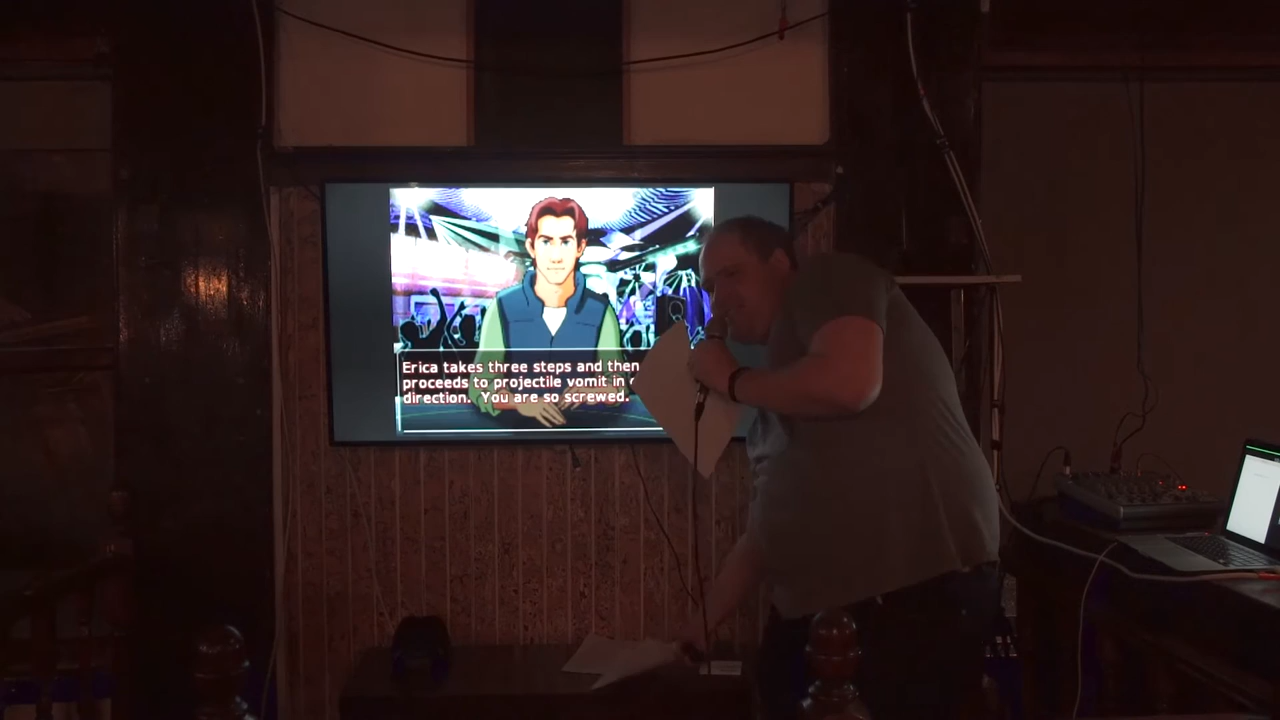 Erica takes three steps and then
proceeds to projectile vomit in
direction. You are so screwed.